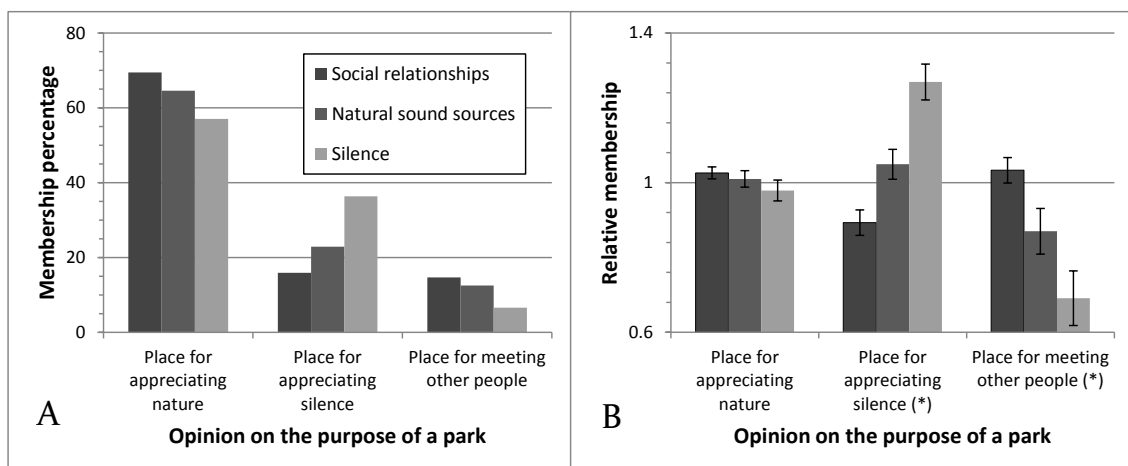 80
60
40
20
0
Membership percentage
Social relationships
Natural sound sources
Silence
Place for
appreciating
nature
Place for
appreciating
silence
Place for meeting
other people
A
Opinion on the purpose of a park
1.4
1
0.6
Relative membership
Place for
appreciating
nature
Place for
appreciating
silence (*)
Place for meeting
other people (*)
B
Opinion on the purpose of a park